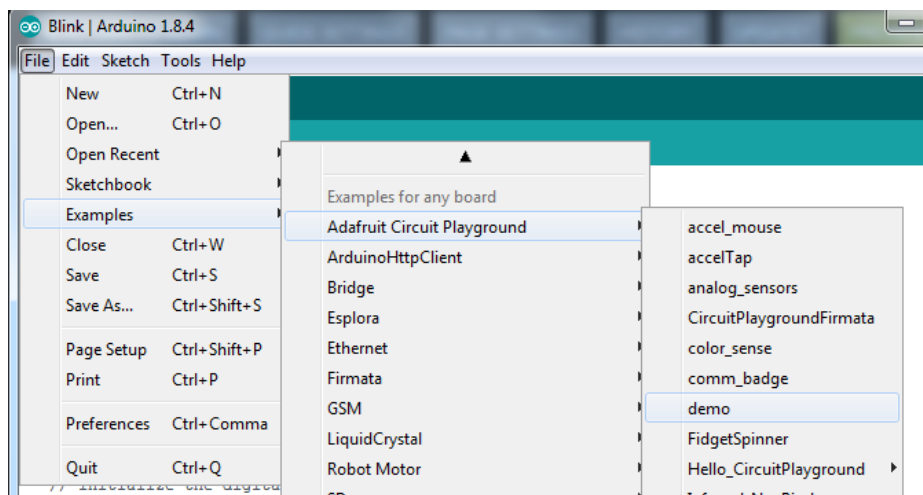 Blink | Arduino 1.8.4
File Edit Sketch Tools Help
New Ctrl+N
Open... Ctrl+O
Open Recent
Sketchbook
Examples
Close Ctrl+W
Save Ctrl+S
Save As... Ctrl+Shift+S
Page Setup Ctrl+Shift+P
Print Ctrl+P
Preferences Ctrl+Comma
Quit Ctrl+Q
Examples for any board
Adafruit Circuit Playground
ArduinoHttpClient
Bridge
Esplora
Ethernet
Firmata
GSM
LiquidCrystal
Robot Motor
accel_mouse
accelTap
analog_sensors
CircuitPlaygroundFirmata
color_sense
comm_badge
demo
FidgetSpinner
Hello_CircuitPlayground